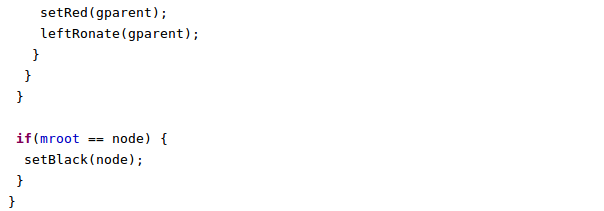 setRed(gparent);
leftRonate(gparent);
}
}
}
if(mroot == node) {
setBlack(node);
}
}